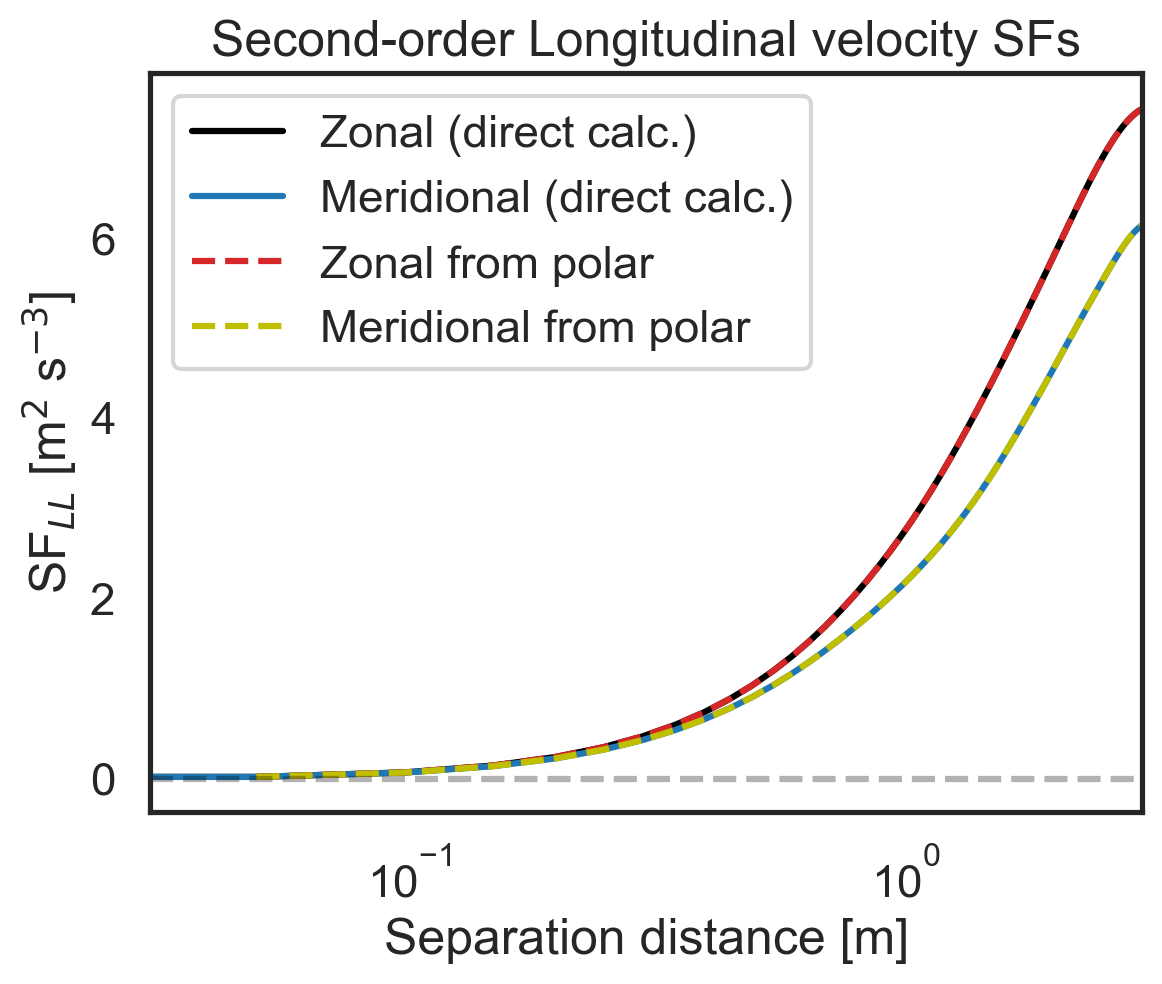 Second-order Longitudinal velocity SFs
Zonal (direct calc.)
Meridional (direct calc.)
Zonal from polar
Meridional from polar
SF_{LL} [m^2 s^{-3}]
6
4
2
0
10^{-1}
10^0
Separation distance [m]